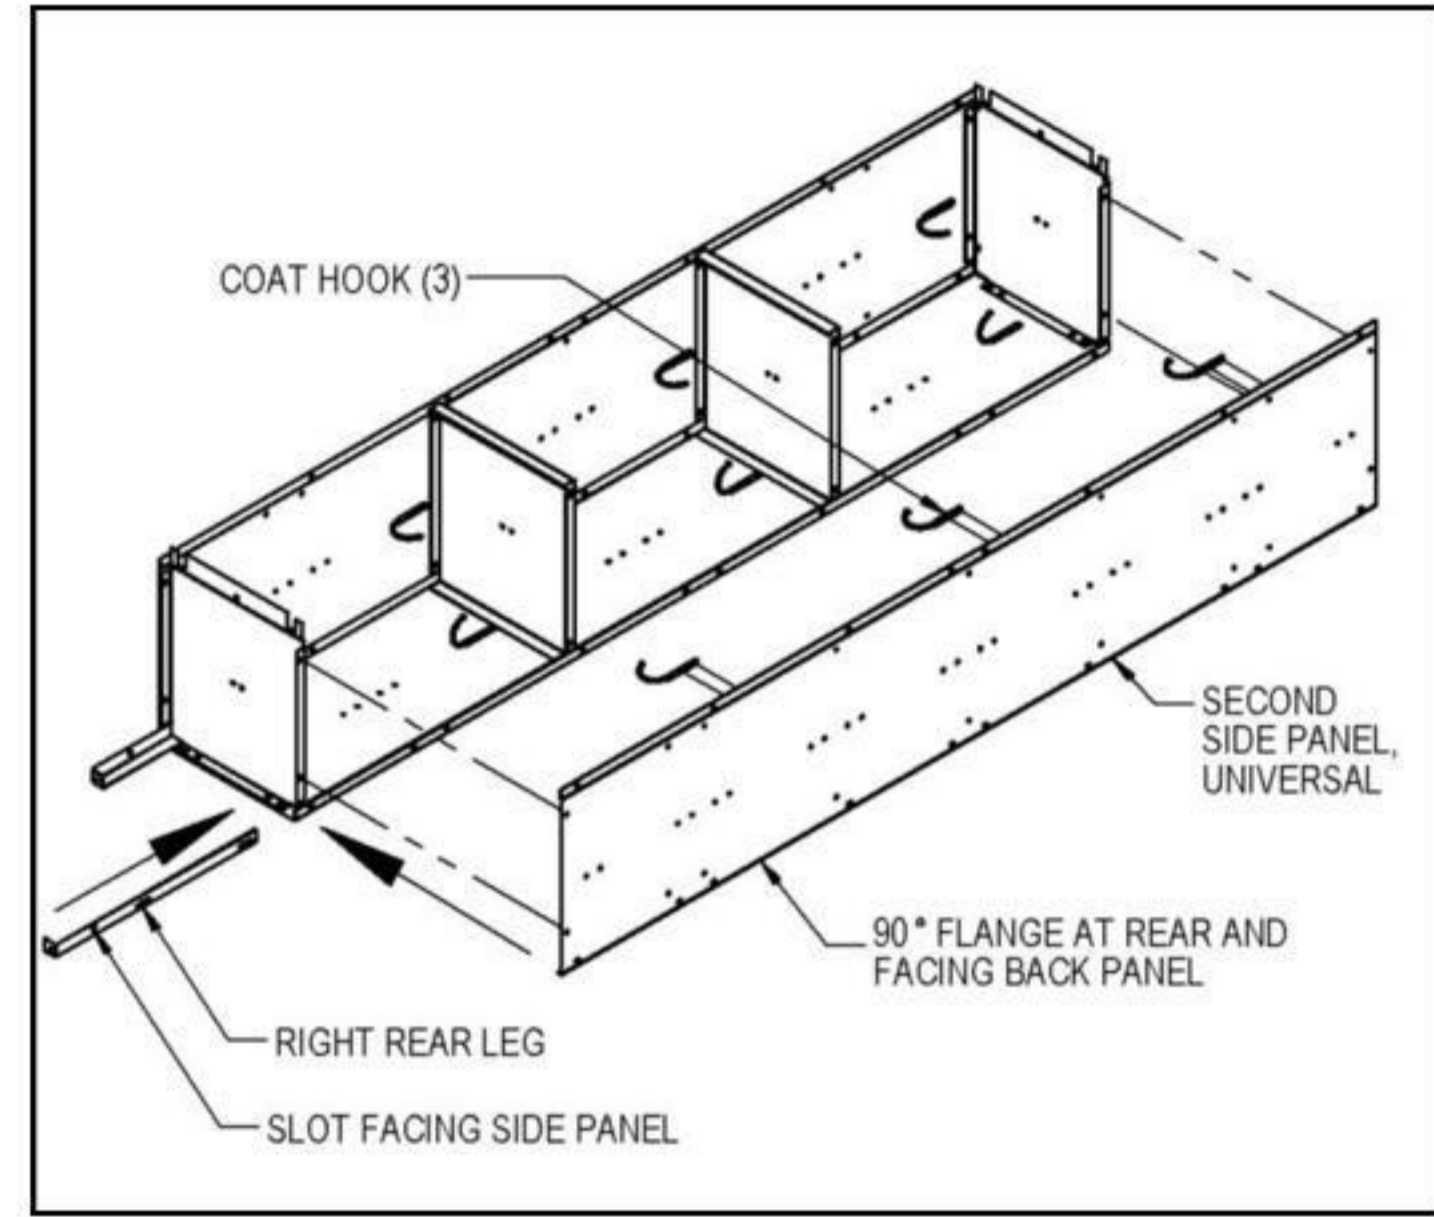 COAT HOOK (3)
SECOND
SIDE PANEL,
UNIVERSAL
90° FLANGE AT REAR AND
FACING BACK PANEL
RIGHT REAR LEG
SLOT FACING SIDE PANEL